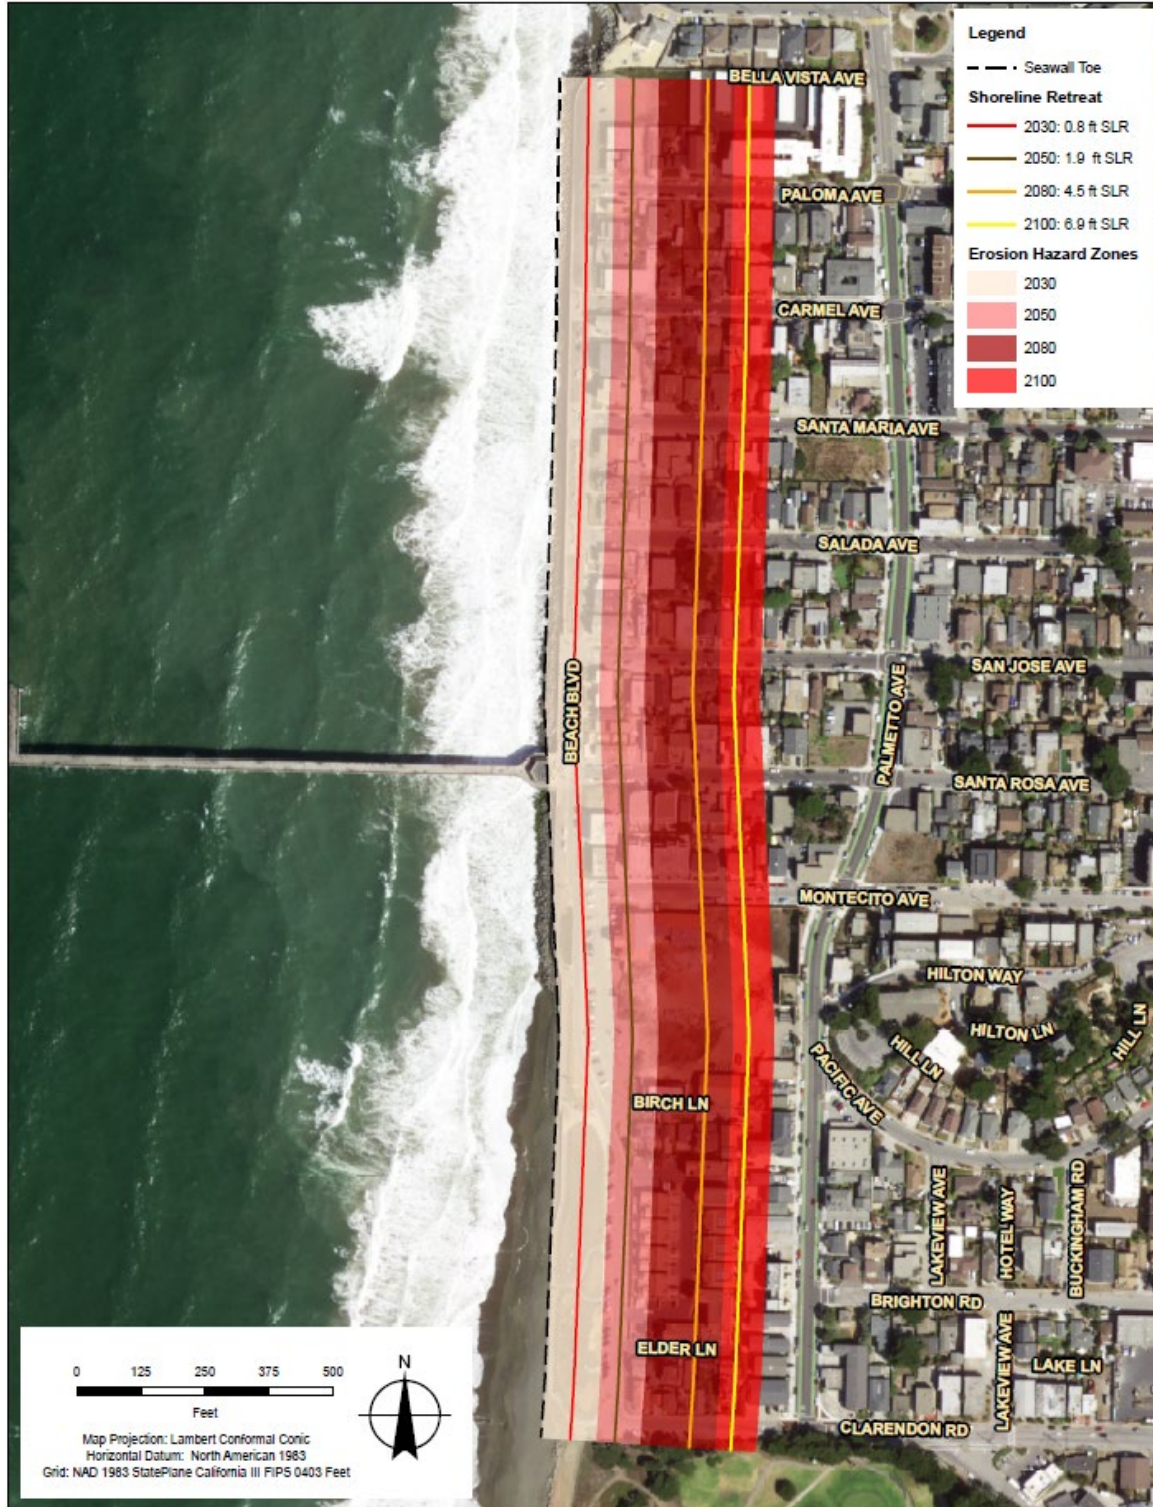 Legend
Seawall Toe
Shoreline Retreat
2030: 0.8 ft SLR
2050: 1.9 ft SLR
2080: 4.5 ft SLR
2100: 6.9 ft SLR
Erosion Hazard Zones
2030
2050
2080
2100
BELLA VISTA AVE
PALOMA AVE
CARMEL AVE
SANTA MARIA AVE
SALADA AVE
SAN JOSE AVE
BEACH BLVD
PALMETTO AVE
SANTA ROSA AVE
MONTECITO AVE
HILTON WAY
HILTON LN
HILL LN
HILL LN
PACIFIC AVE
BIRCH LN
LAKEVIEW AVE
HOTEL WAY
BUCKINGHAM RD
BRIGHTON RD
ELDER LN
LAKEVIEW AVE
LAKE LN
CLARENDON RD
0 125 250 375 500
Feet
N
Map Projection: Lambert Conformal Conic
Horizontal Datum: North American 1983
Grid: NAD 1983 StatePlane California III FIPS 0403 Feet